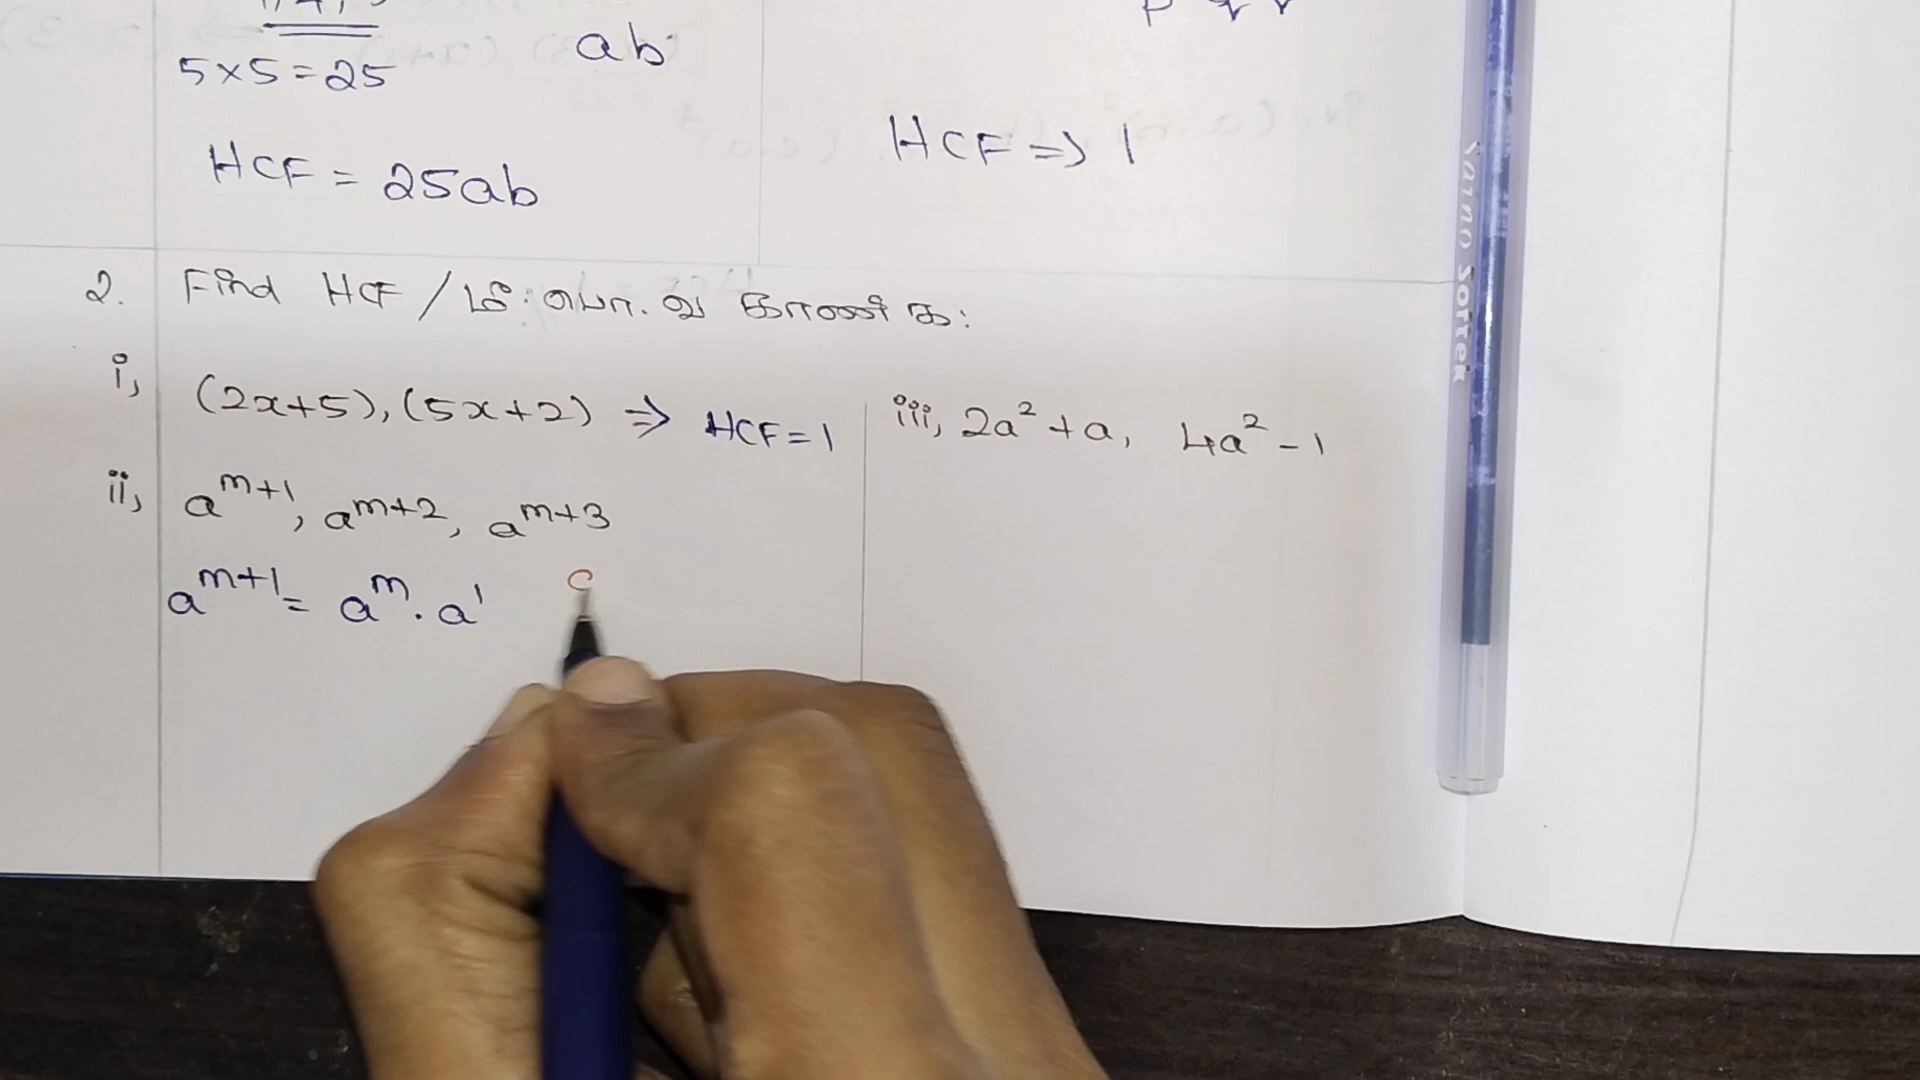 5×5=25
ab
HCF = 25ab
HCF => 1
2. Find HCF / மீ.பொ.வ காண்க:
i, (2x+5), (5x+2) => HCF=1
ii, a^{m+1}, a^{m+2}, a^{m+3}
a^{m+1} = a^m . a^1
iii, 2a²+a, 4a²-1